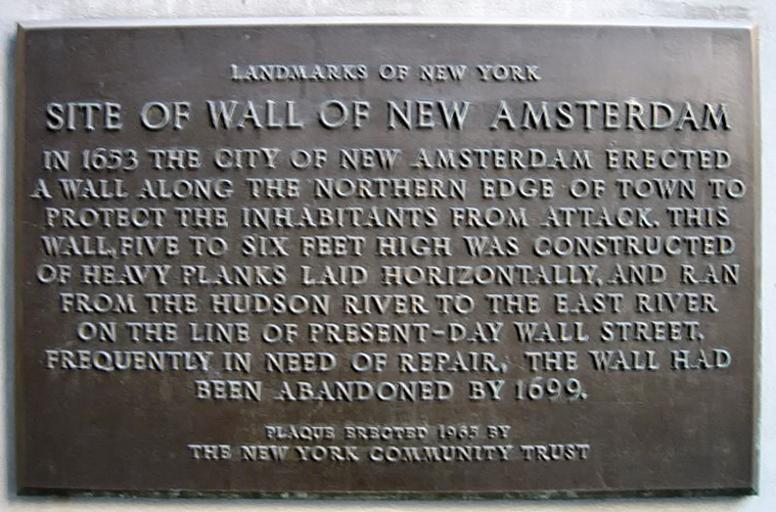 LANDMARKS OF NEW YORK
SITE OF WALL OF NEW AMSTERDAM
IN 1653 THE CITY OF NEW AMSTERDAM ERECTED
A WALL ALONG THE NORTHERN EDGE OF TOWN TO
PROTECT THE INHABITANTS FROM ATTACK. THIS
WALL, FIVE TO SIX FEET HIGH WAS CONSTRUCTED
OF HEAVY PLANKS LAID HORIZONTALLY, AND RAN
FROM THE HUDSON RIVER TO THE EAST RIVER
ON THE LINE OF PRESENT-DAY WALL STREET.
FREQUENTLY IN NEED OF REPAIR, THE WALL HAD
BEEN ABANDONED BY 1699.
PLAQUE ERECTED 1965 BY
THE NEW YORK COMMUNITY TRUST